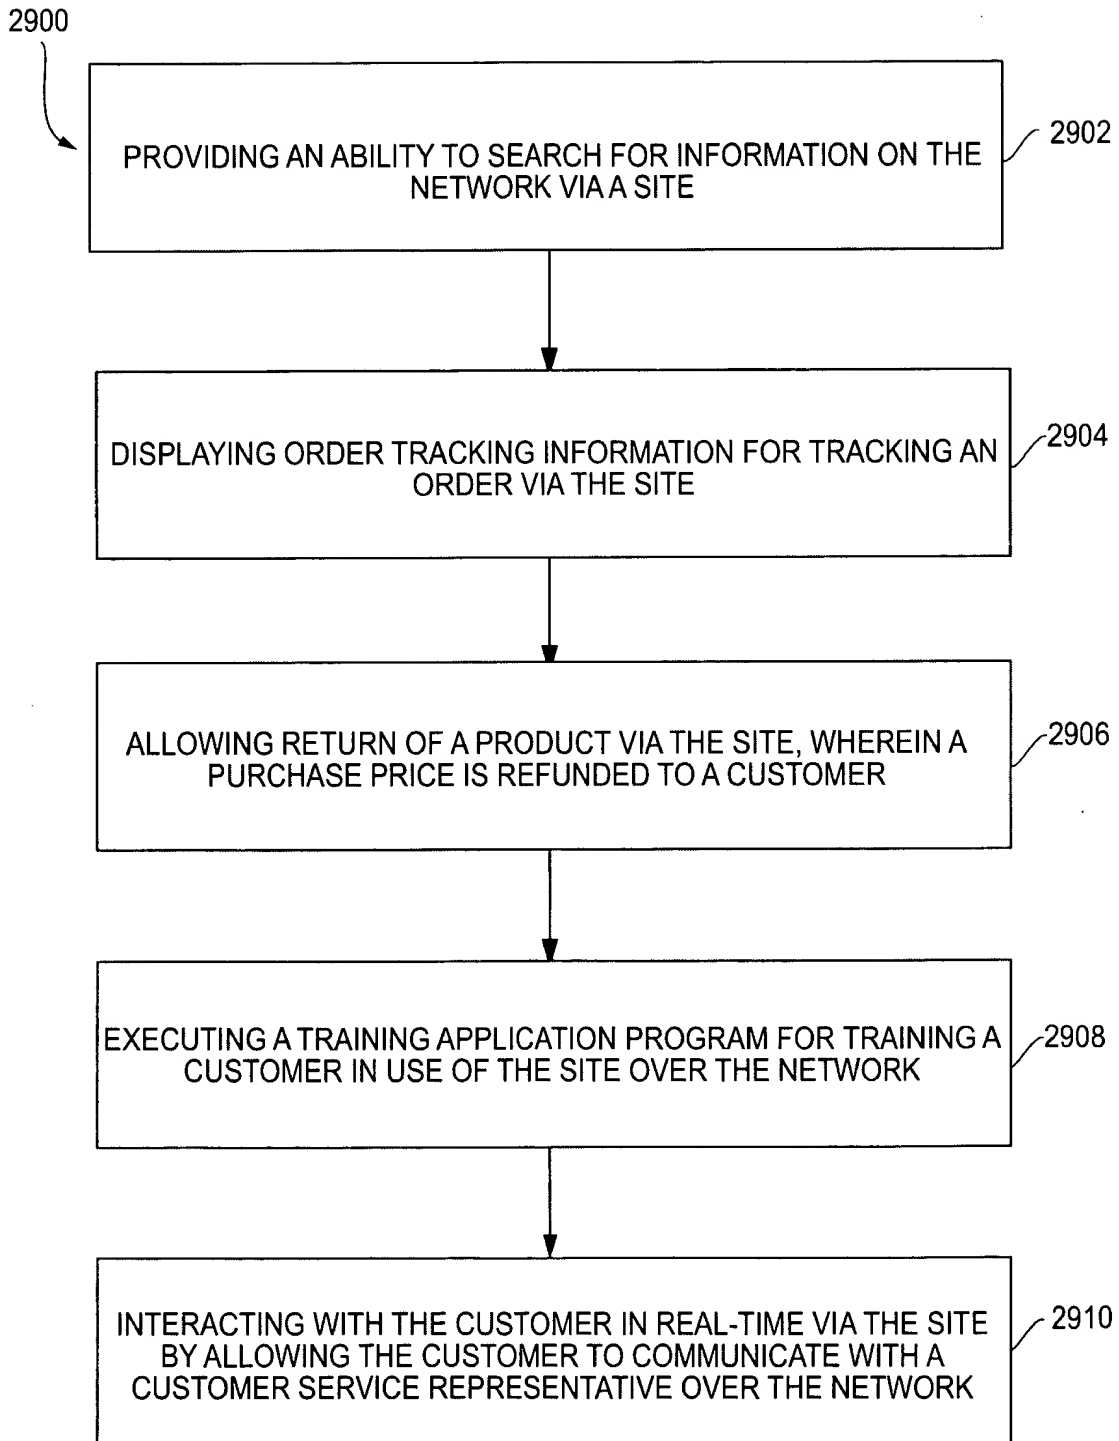 2900
PROVIDING AN ABILITY TO SEARCH FOR INFORMATION ON THE
NETWORK VIA A SITE
2902
DISPLAYING ORDER TRACKING INFORMATION FOR TRACKING AN
ORDER VIA THE SITE
2904
ALLOWING RETURN OF A PRODUCT VIA THE SITE, WHEREIN A
PURCHASE PRICE IS REFUNDED TO A CUSTOMER
2906
EXECUTING A TRAINING APPLICATION PROGRAM FOR TRAINING A
CUSTOMER IN USE OF THE SITE OVER THE NETWORK
2908
INTERACTING WITH THE CUSTOMER IN REAL-TIME VIA THE SITE
BY ALLOWING THE CUSTOMER TO COMMUNICATE WITH A
CUSTOMER SERVICE REPRESENTATIVE OVER THE NETWORK
2910